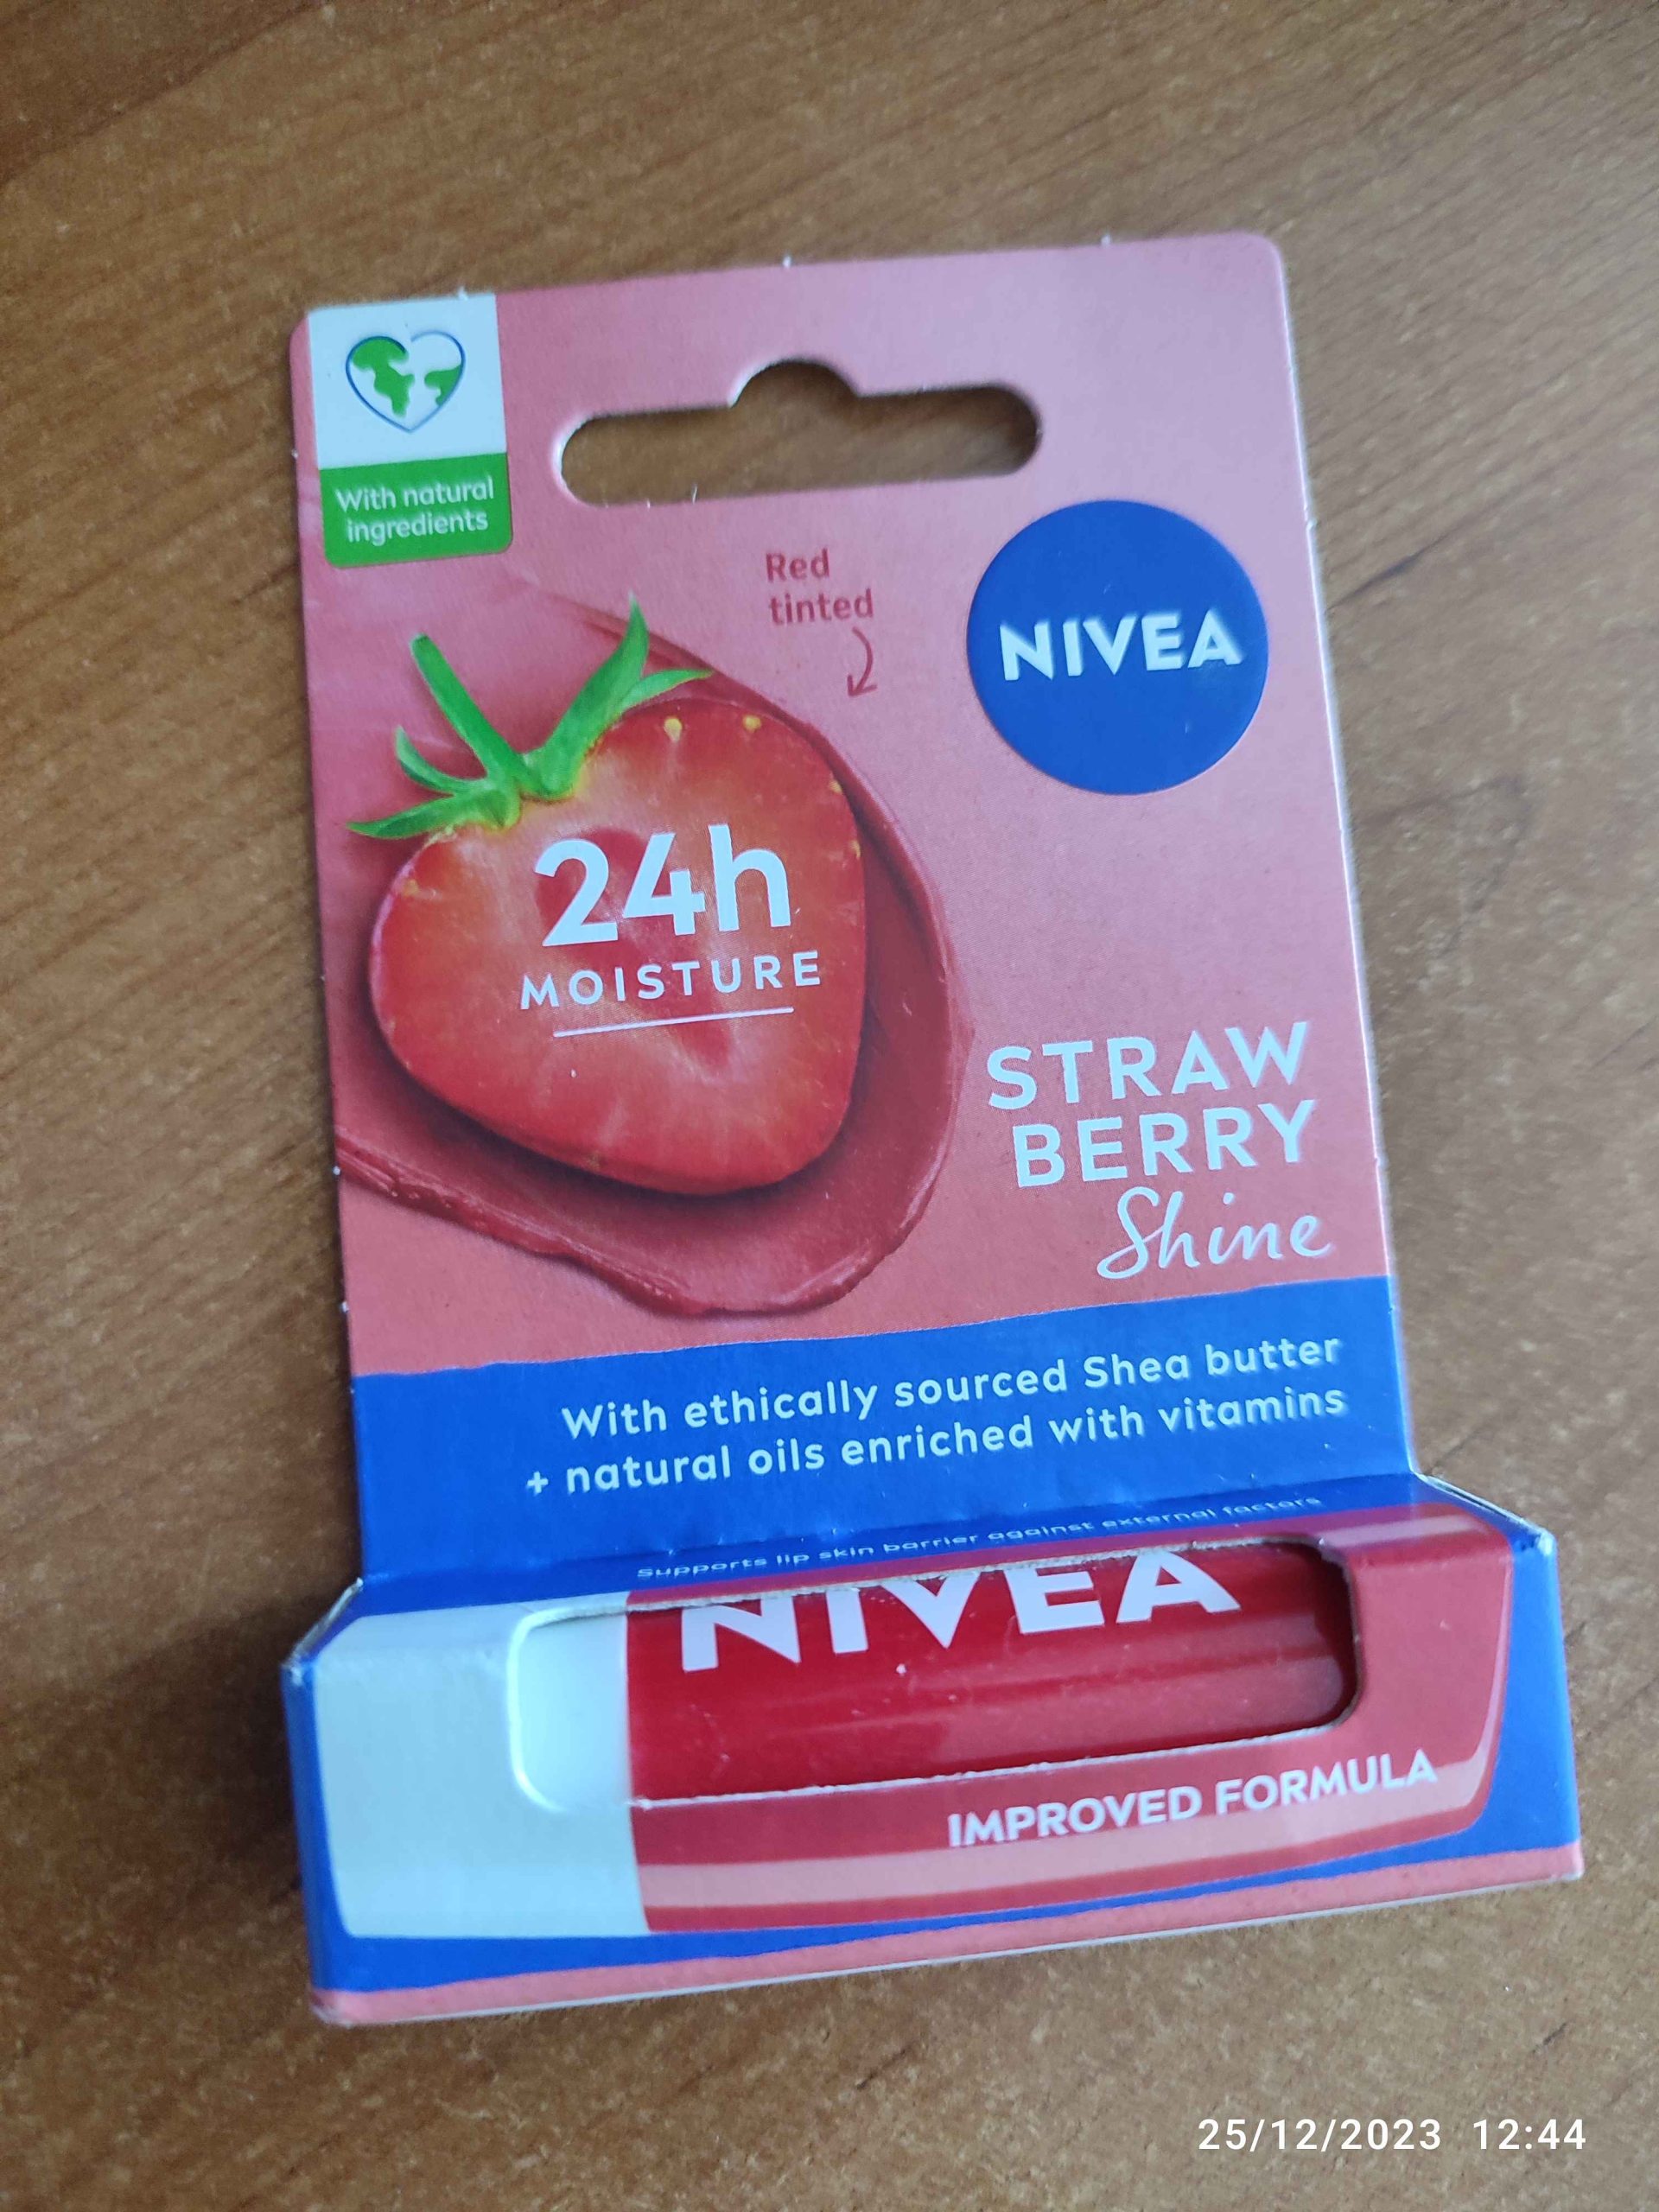 With natural
ingredients
Red
tinted
NIVEA
24h
MOISTURE
STRAW
BERRY
Shine
With ethically sourced Shea butter
+ natural oils enriched with vitamins
Supports lip skin barrier against external factors
NIVEA
IMPROVED FORMULA
25/12/2023 12:44